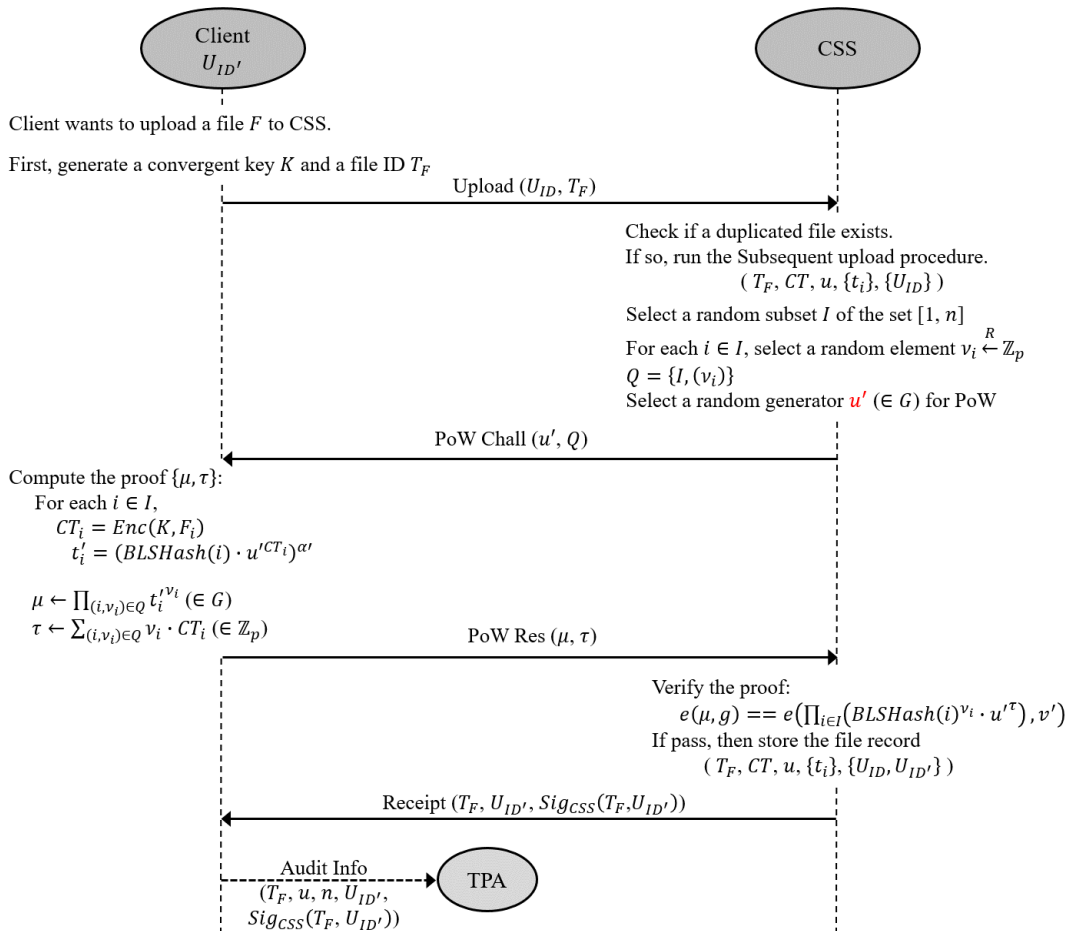 Client
U_{ID′}
CSS
Client wants to upload a file F to CSS.
First, generate a convergent key K and a file ID T_F
Upload (U_{ID}, T_F)
Check if a duplicated file exists.
If so, run the Subsequent upload procedure.
( T_F, CT, u, {t_i}, {U_{ID}} )
Select a random subset I of the set [1, n]
For each i ∈ I, select a random element ν_i \xleftarrow{R} ℤ_p
Q = {I, (ν_i)}
Select a random generator u' (∈ G) for PoW
PoW Chall (u′, Q)
Compute the proof {μ, τ}:
For each i ∈ I,
CT_i = Enc(K, F_i)
t_i′ = (BLSHash(i) · u′^{CT_i})^{α′}
μ ← ∏_{(i,ν_i)∈Q} t_i′^{ν_i} (∈ G)
τ ← ∑_{(i,ν_i)∈Q} ν_i · CT_i (∈ ℤ_p)
PoW Res (μ, τ)
Verify the proof:
e(μ, g) == e(∏_{i∈I}(BLSHash(i)^{ν_i} · u′^τ), v′)
If pass, then store the file record
( T_F, CT, u, {t_i}, {U_{ID}, U_{ID′}} )
Receipt (T_F, U_{ID′}, Sig_{CSS}(T_F,U_{ID′}))
Audit Info
(T_F, u, n, U_{ID′},
Sig_{CSS}(T_F, U_{ID′}))
TPA